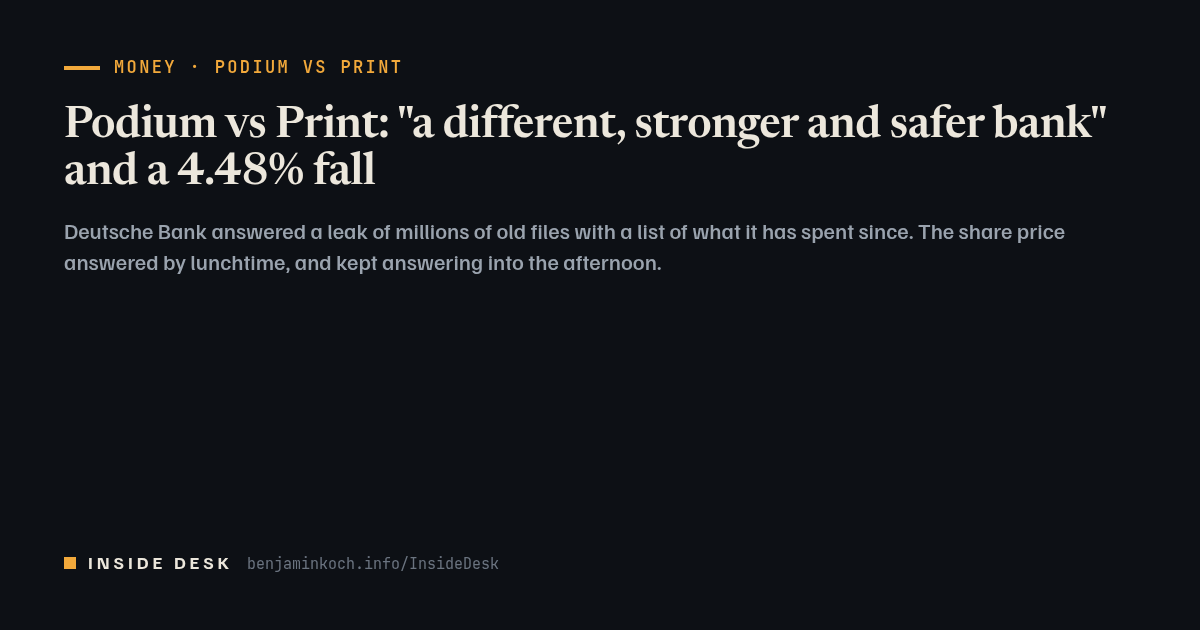 MONEY · PODIUM VS PRINT
Podium vs Print: "a different, stronger and safer bank"
and a 4.48% fall
Deutsche Bank answered a leak of millions of old files with a list of what it has spent since. The share price
answered by lunchtime, and kept answering into the afternoon.
INSIDE DESK benjaminkoch.info/InsideDesk